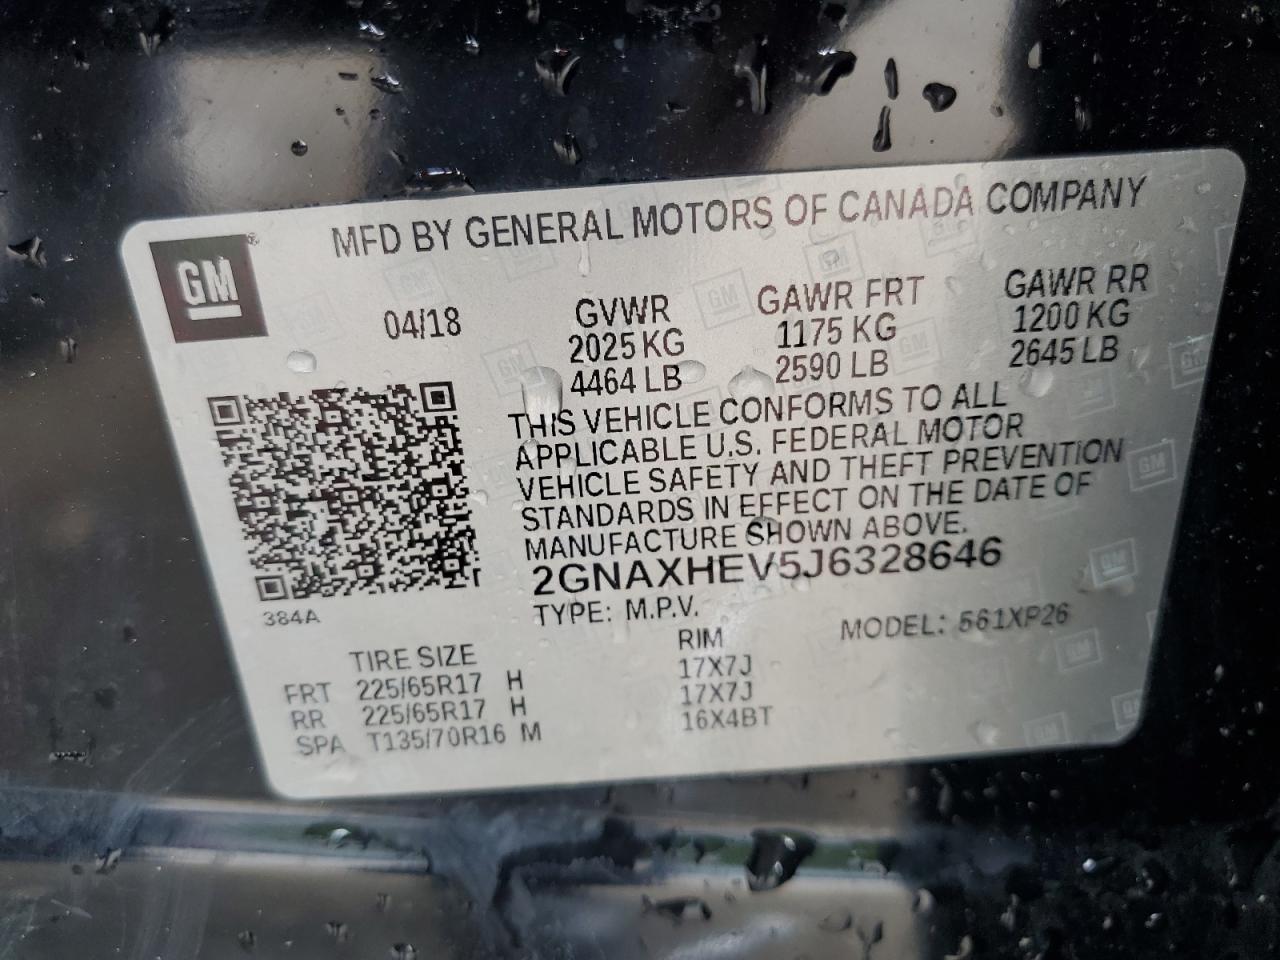 MFD BY GENERAL MOTORS OF CANADA COMPANY
GM
04/18
GVWR
2025 KG
4464 LB
GAWR FRT
1175 KG
2590 LB
GAWR RR
1200 KG
2645 LB
THIS VEHICLE CONFORMS TO ALL
APPLICABLE U.S. FEDERAL MOTOR
VEHICLE SAFETY AND THEFT PREVENTION
STANDARDS IN EFFECT ON THE DATE OF
MANUFACTURE SHOWN ABOVE.
2GNAXHEV5J6328646
384A
TYPE: M.P.V.
MODEL: 561XP26
TIRE SIZE RIM
FRT 225/65R17 H 17X7J
RR 225/65R17 H 17X7J
SPA T135/70R16 M 16X4BT